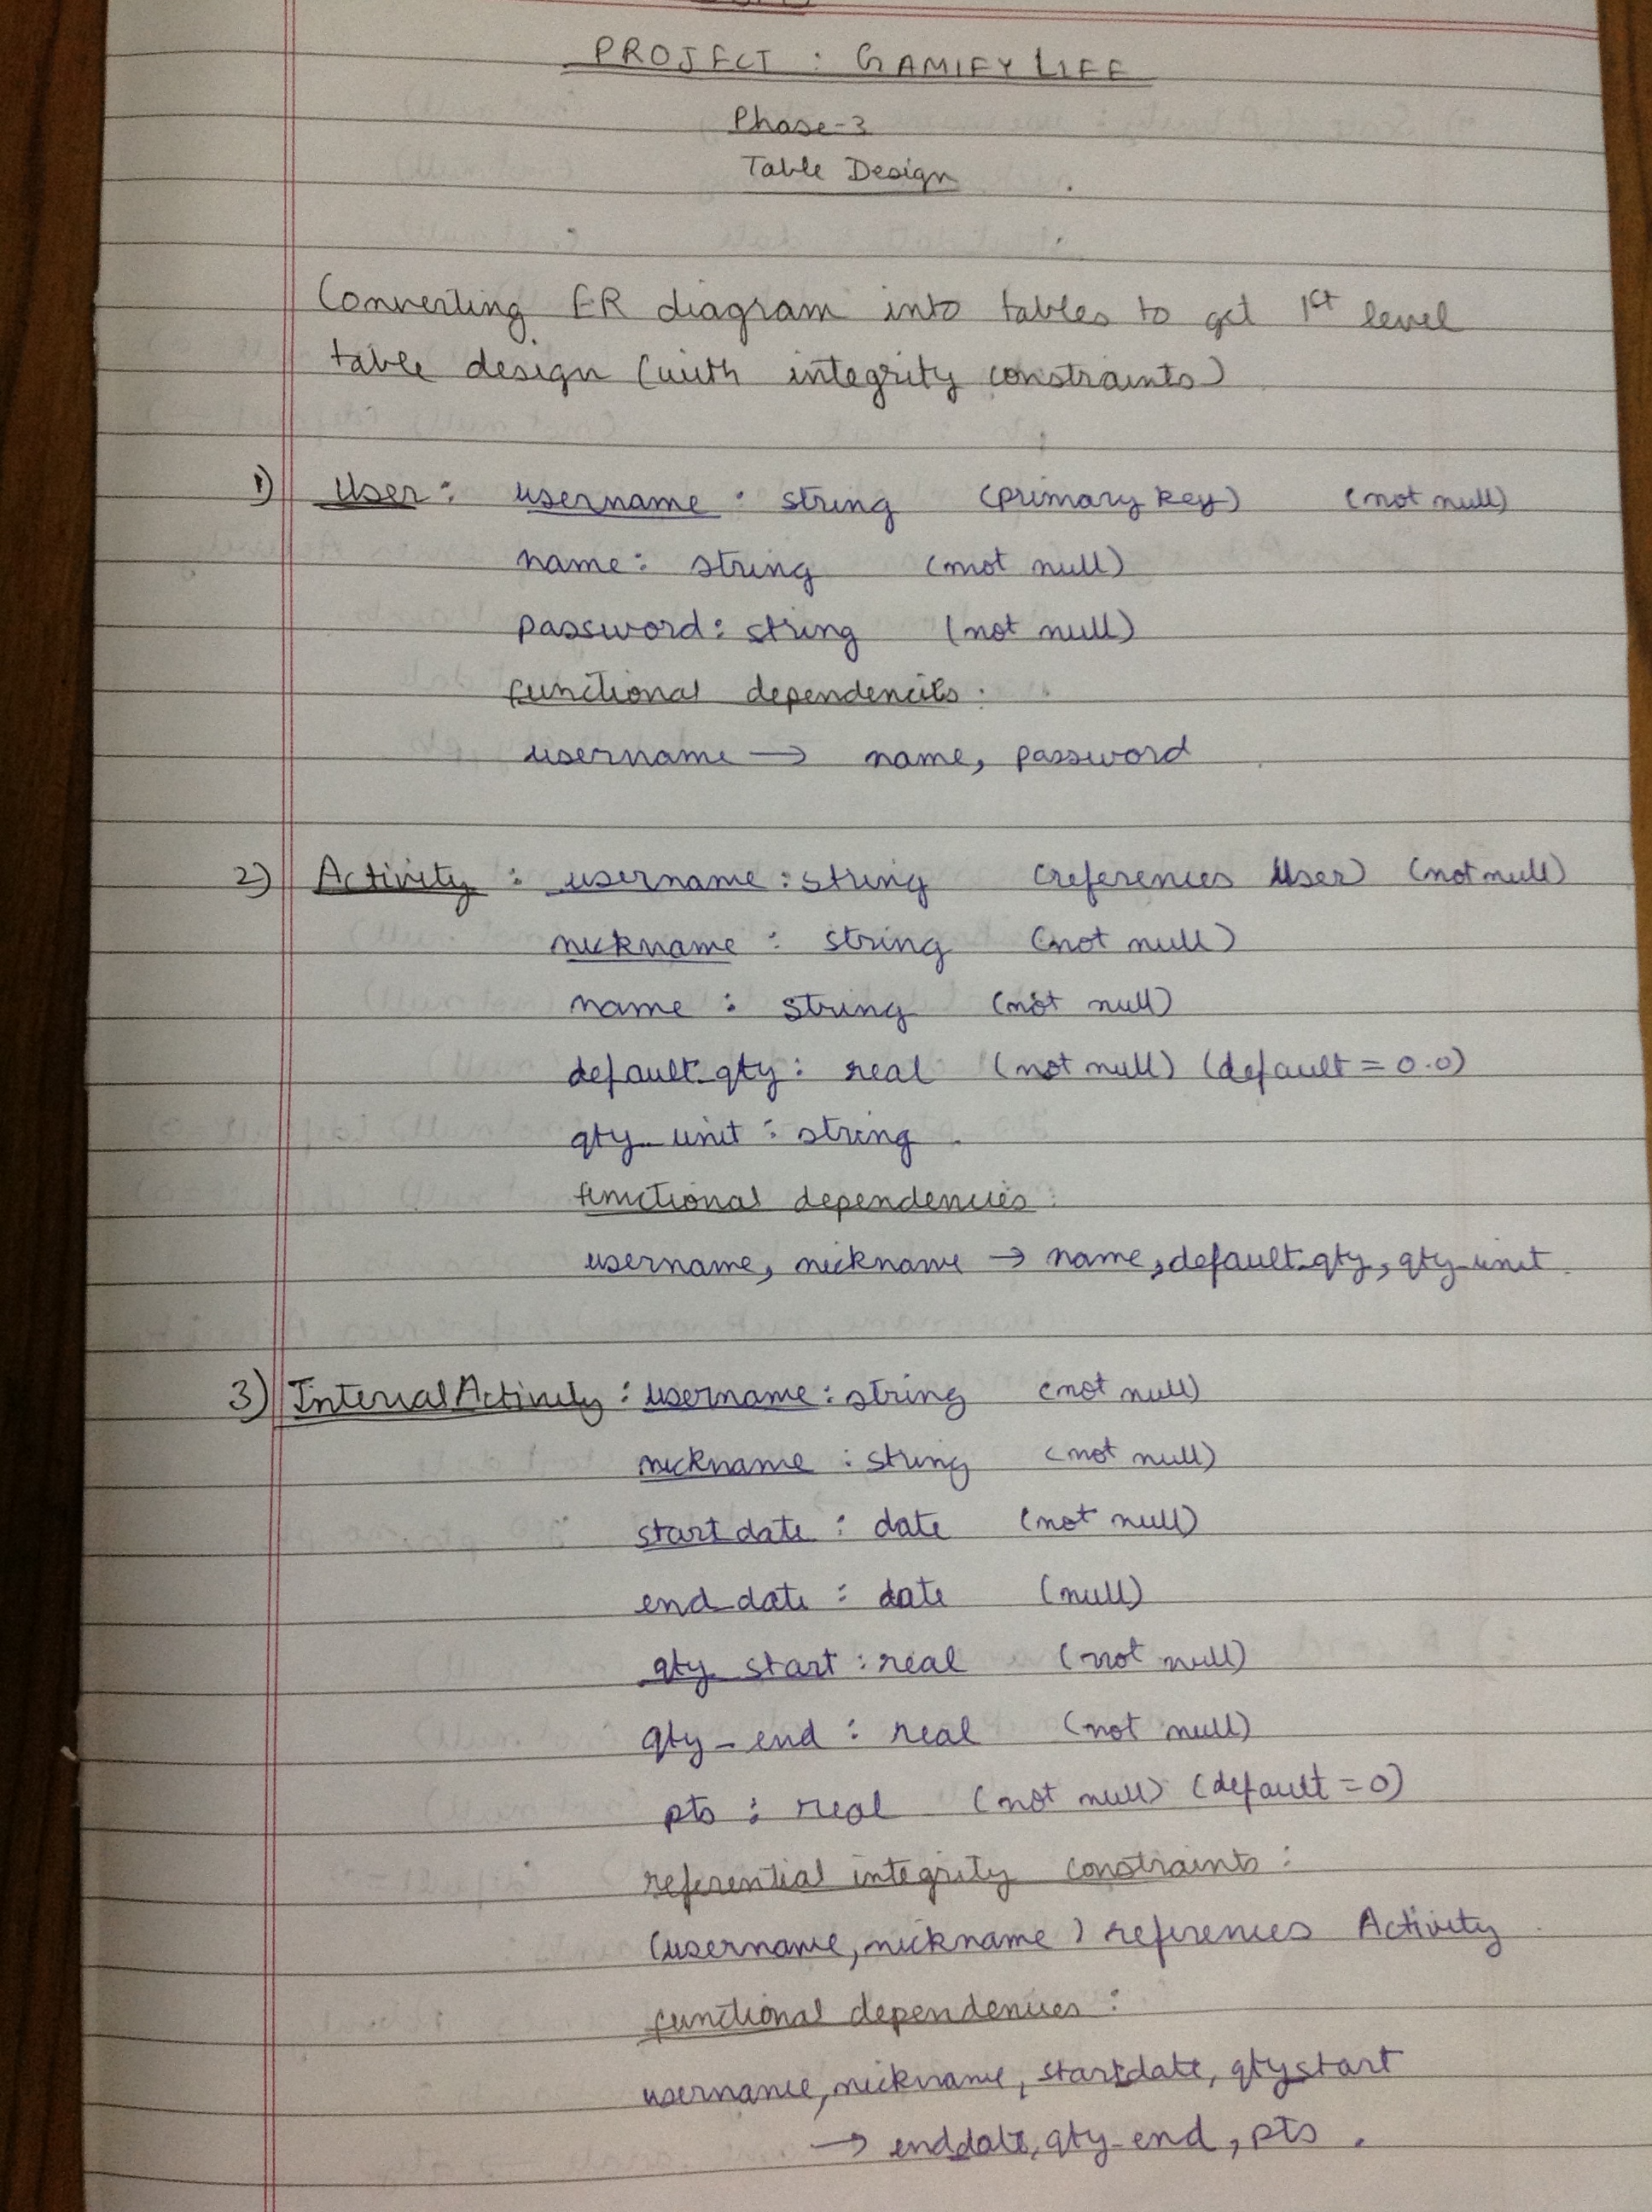 PROJECT : GAMIFY LIFE
Phase-3
Table Design
Converting ER diagram into tables to get 1st level
table design (with integrity constraints)
1) User : username : string (primary key) (not null)
name : string (not null)
password : string (not null)
functional dependencies :
username → name, password
2) Activity : username : string (references User) (not null)
nickname : string (not null)
name : string (not null)
default_qty : real (not null) (default = 0.0)
qty_unit : string
functional dependencies :
username, nickname → name, default_qty, qty_unit
3) IntervalActivity : username : string (not null)
nickname : string (not null)
start_date : date (not null)
end_date : date (null)
qty_start : real (not null)
qty_end : real (not null)
pts : real (not null) (default = 0)
referential integrity constraints :
(username, nickname) references Activity
functional dependencies :
username, nickname, start_date, qty_start
→ end_date, qty_end, pts .